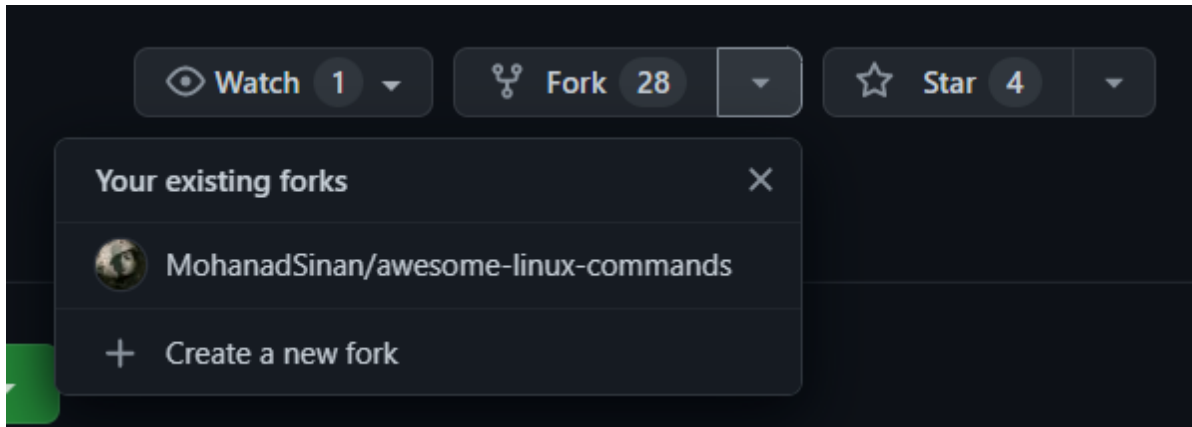 Watch 1 Fork 28 Star 4
Your existing forks
MohanadSinan/awesome-linux-commands
Create a new fork